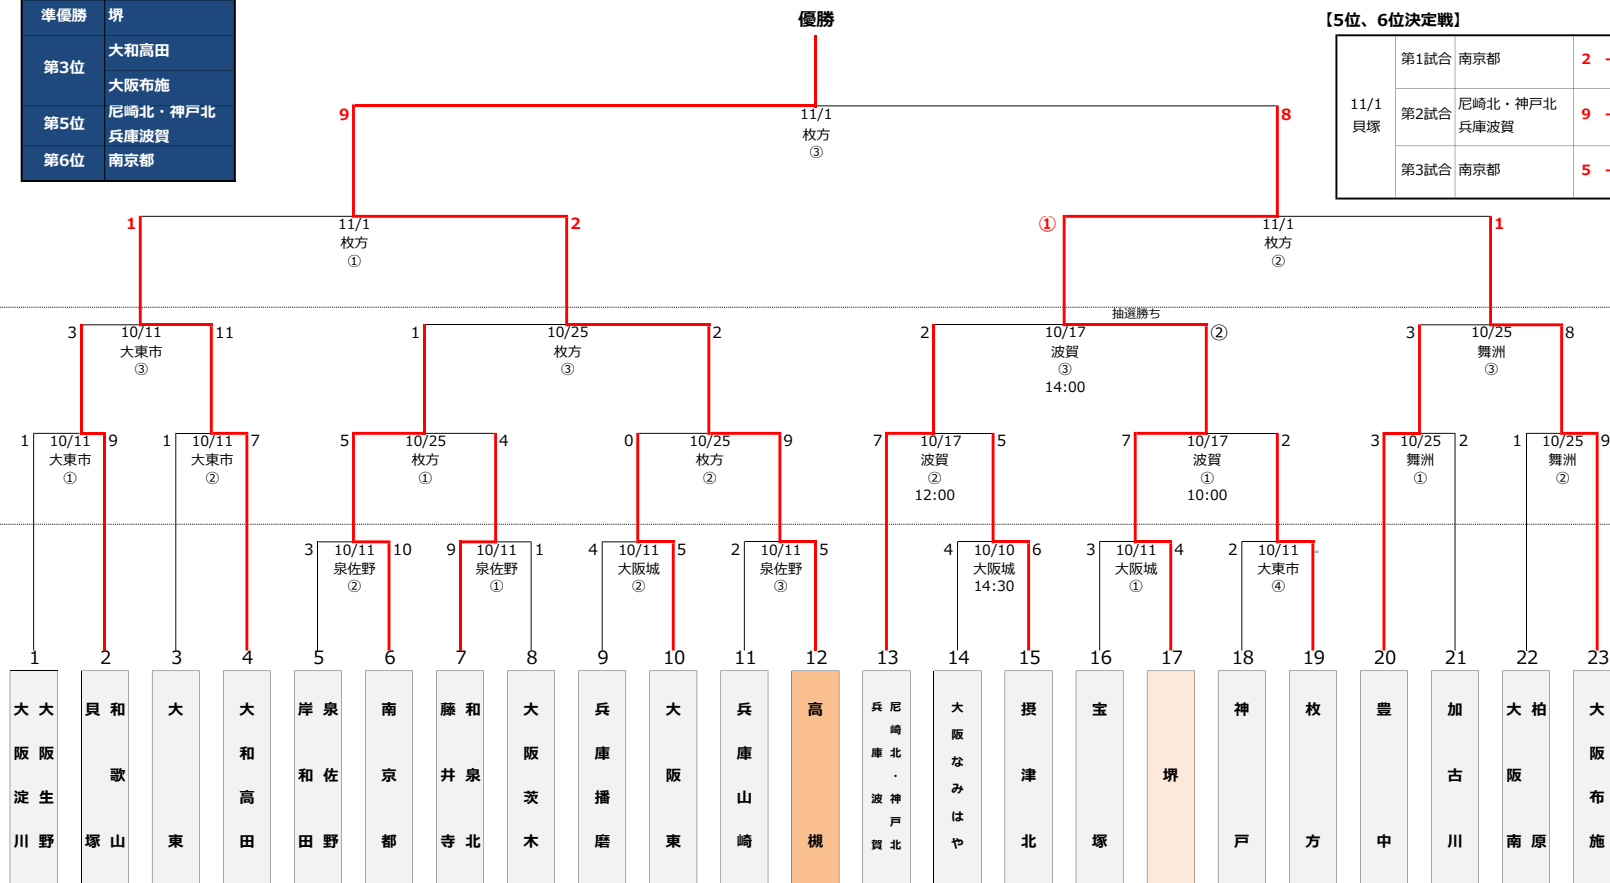 準優勝 堺
第3位 大和高田
大阪布施
第5位 尼崎北・神戸北
兵庫波賀
第6位 南京都
優勝
【5位、6位決定戦】
11/1
貝塚
第1試合 南京都 2 -
第2試合 尼崎北・神戸北
兵庫波賀 9 -
第3試合 南京都 5 -
9 11/1 8
枚方
③
1 11/1 2
枚方
①
① 11/1 1
枚方
②
3 10/11 11
大東市
③
1 10/25 2
枚方
③
抽選勝ち
2 10/17 ②
波賀
③
14:00
3 10/25 8
舞洲
③
1 10/11 9
大東市
①
1 10/11 7
大東市
②
5 10/25 4
枚方
①
0 10/25 9
枚方
②
7 10/17 5
波賀
②
12:00
7 10/17 2
波賀
①
10:00
3 10/25 2
舞洲
①
1 10/25 9
舞洲
②
3 10/11 10
泉佐野
②
9 10/11 1
泉佐野
①
4 10/11 5
大阪城
②
2 10/11 5
泉佐野
③
4 10/10 6
大阪城
14:30
3 10/11 4
大阪城
①
2 10/11
大東市
④
1 2 3 4 5 6 7 8 9 10 11 12 13 14 15 16 17 18 19 20 21 22 23
大阪生野
大阪淀川
和歌山
貝塚
大東
大和高田
泉佐野
岸和田
南京都
和泉北
藤井寺
大阪茨木
兵庫播磨
大阪東
兵庫山崎
高槻
尼崎北・神戸北
兵庫波賀
大阪なみはや
摂津北
宝塚
堺
神戸
枚方
豊中
加古川
柏原
大阪南
大阪布施